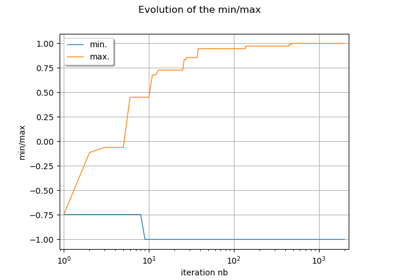 Evolution of the min/max
min.
max.
1.00
0.75
0.50
0.25
0.00
−0.25
−0.50
−0.75
−1.00
min/max
10⁰ 10¹ 10² 10³
iteration nb